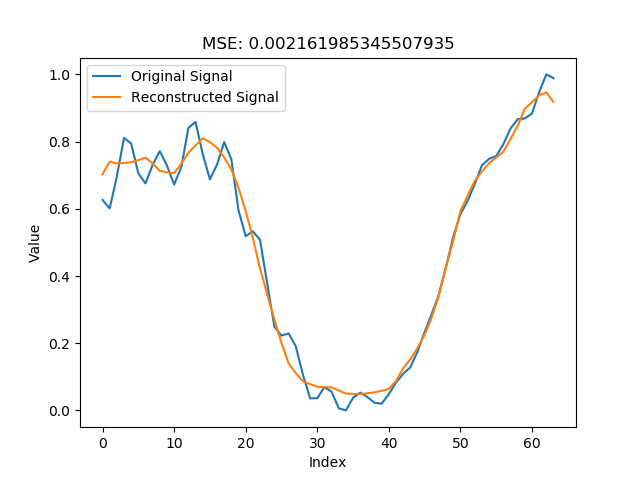 MSE: 0.002161985345507935
Original Signal
Reconstructed Signal
1.0
0.8
0.6
0.4
0.2
0.0
Value
0 10 20 30 40 50 60
Index